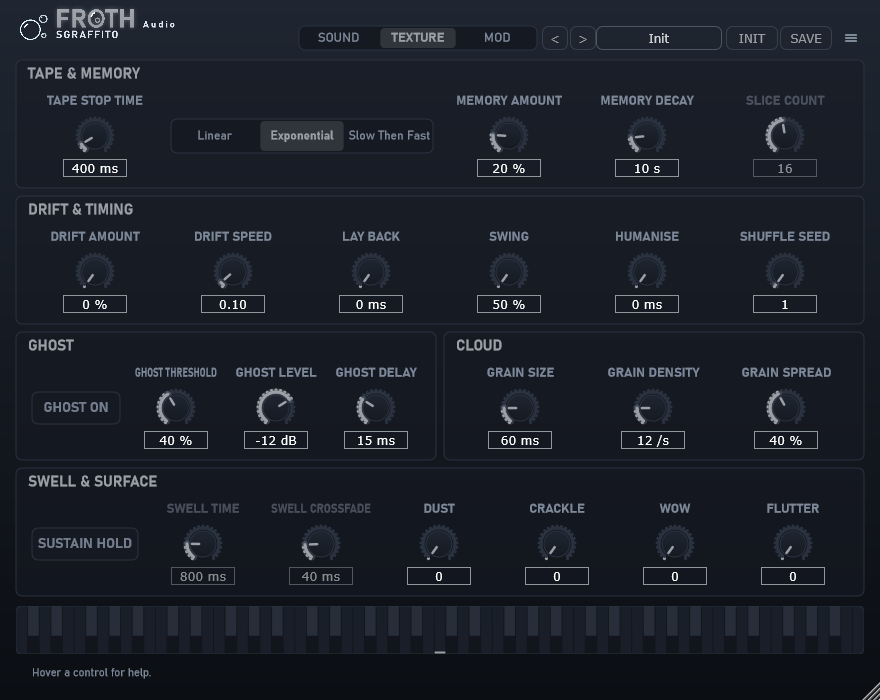 FROTH Audio
SGRAFFITO
SOUND TEXTURE MOD < > Init INIT SAVE
TAPE & MEMORY
TAPE STOP TIME MEMORY AMOUNT MEMORY DECAY SLICE COUNT
Linear Exponential Slow Then Fast
400 ms 20 % 10 s 16
DRIFT & TIMING
DRIFT AMOUNT DRIFT SPEED LAY BACK SWING HUMANISE SHUFFLE SEED
0 % 0.10 0 ms 50 % 0 ms 1
GHOST
GHOST THRESHOLD GHOST LEVEL GHOST DELAY
GHOST ON
40 % -12 dB 15 ms
CLOUD
GRAIN SIZE GRAIN DENSITY GRAIN SPREAD
60 ms 12 /s 40 %
SWELL & SURFACE
SWELL TIME SWELL CROSSFADE DUST CRACKLE WOW FLUTTER
SUSTAIN HOLD
800 ms 40 ms 0 0 0 0
Hover a control for help.